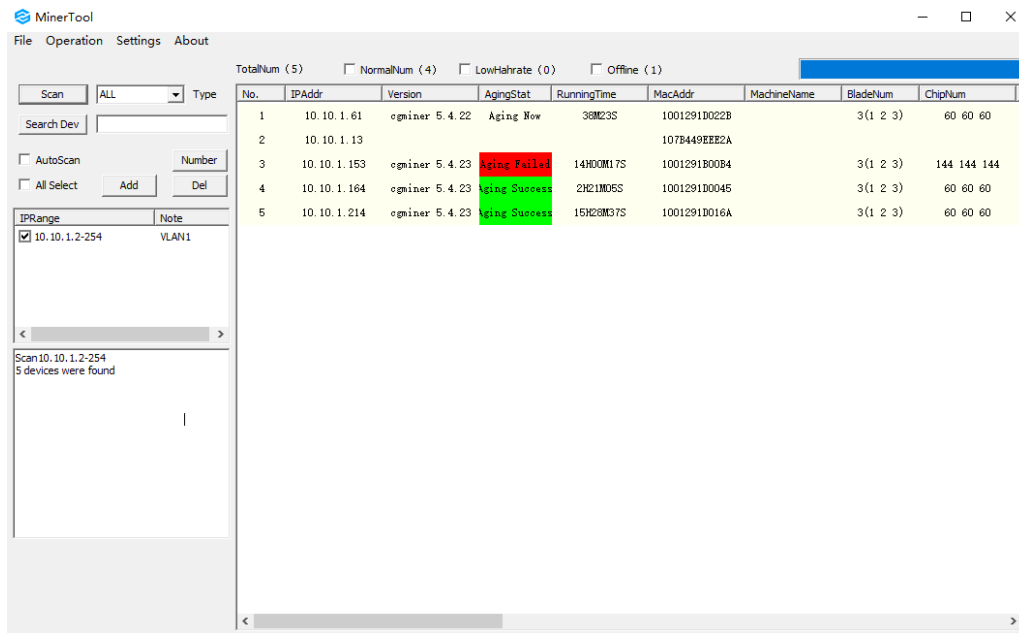 MinerTool
File Operation Settings About
TotalNum (5) NormalNum (4) LowHahrate (0) Offline (1)
Scan ALL Type
Search Dev
AutoScan Number
All Select Add Del
IPRange Note
10.10.1.2-254 VLAN1
Scan10.10.1.2-254
5 devices were found
No. IPAddr Version AgingStat RunningTime MacAddr MachineName BladeNum ChipNum
1 10.10.1.61 cgminer 5.4.22 Aging Now 38M23S 1001291D022B 3(1 2 3) 60 60 60
2 10.10.1.13 107B449EEE2A
3 10.10.1.153 cgminer 5.4.23 Aging Failed 14H00M17S 1001291B00B4 3(1 2 3) 144 144 144
4 10.10.1.164 cgminer 5.4.23 Aging Success 2H21M05S 1001291D0045 3(1 2 3) 60 60 60
5 10.10.1.214 cgminer 5.4.23 Aging Success 15H28M37S 1001291D016A 3(1 2 3) 60 60 60